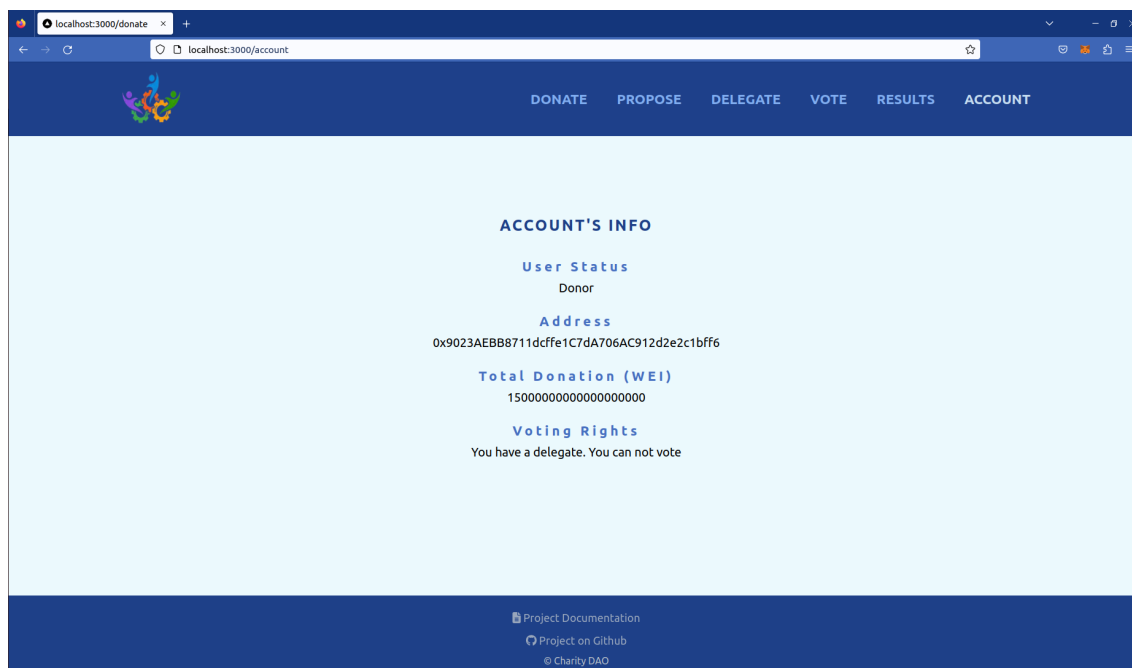 localhost:3000/donate
localhost:3000/account
DONATE PROPOSE DELEGATE VOTE RESULTS ACCOUNT
ACCOUNT'S INFO
User Status
Donor
Address
0x9023AEBB8711dcffe1C7dA706AC912d2e2c1bff6
Total Donation (WEI)
15000000000000000000
Voting Rights
You have a delegate. You can not vote
Project Documentation
Project on Github
© Charity DAO